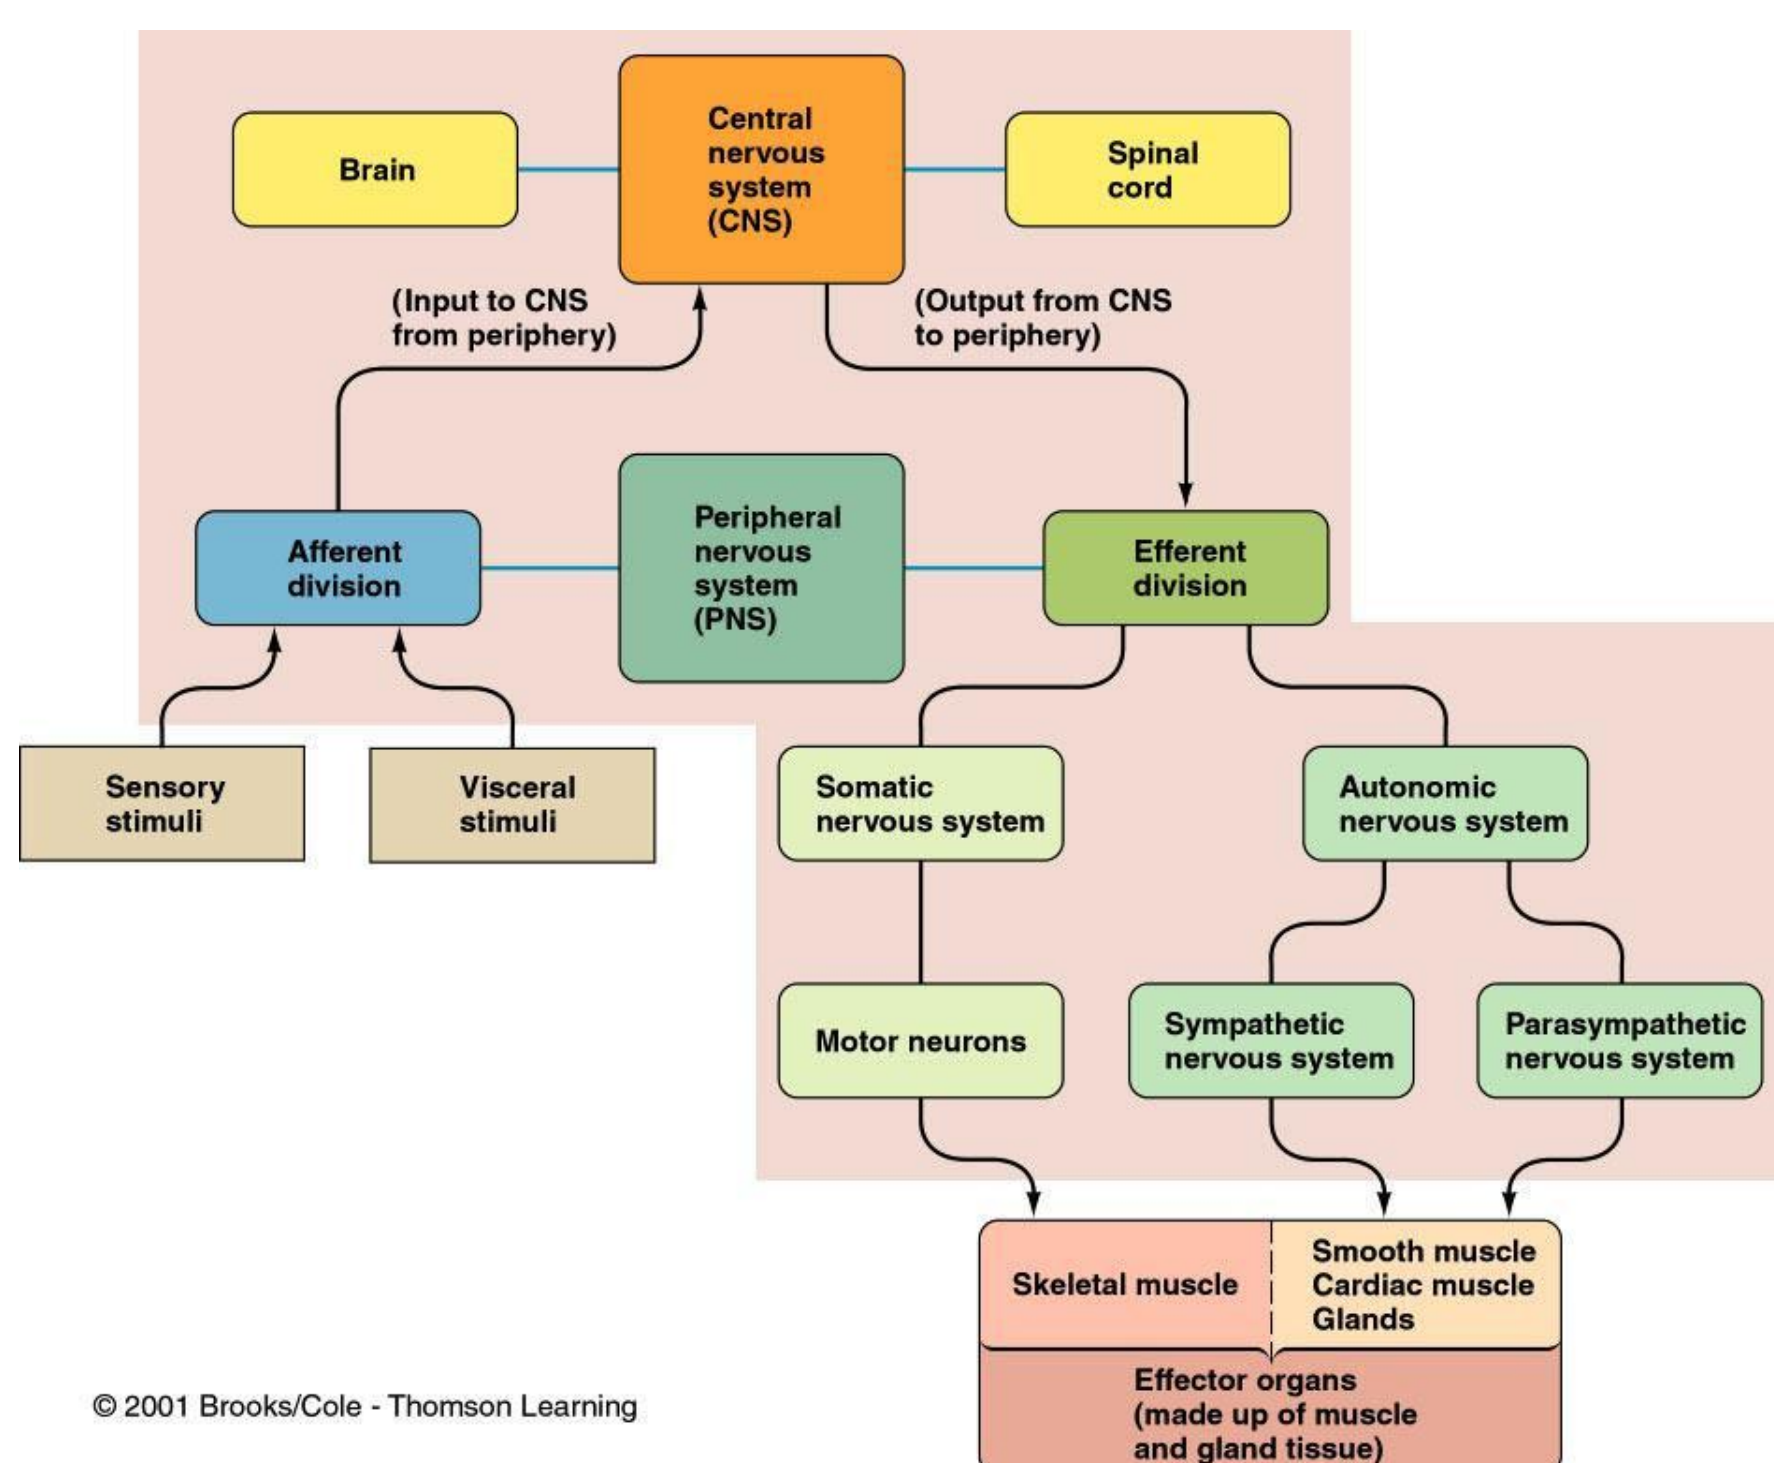 Central
nervous
system
(CNS)
Brain
Spinal
cord
(Input to CNS
from periphery)
(Output from CNS
to periphery)
Peripheral
nervous
system
(PNS)
Afferent
division
Efferent
division
Sensory
stimuli
Visceral
stimuli
Somatic
nervous system
Autonomic
nervous system
Motor neurons
Sympathetic
nervous system
Parasympathetic
nervous system
Skeletal muscle
Smooth muscle
Cardiac muscle
Glands
Effector organs
(made up of muscle
and gland tissue)
© 2001 Brooks/Cole - Thomson Learning